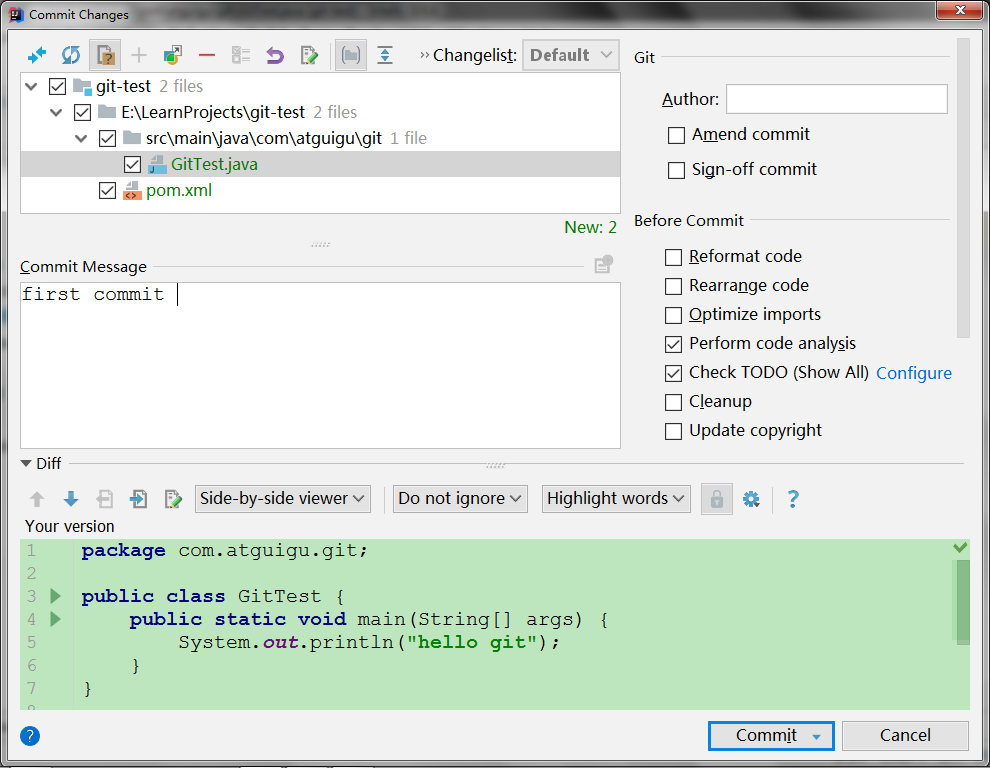 Commit Changes
Changelist: Default
Git
git-test 2 files
E:\LearnProjects\git-test 2 files
src\main\java\com\atguigu\git 1 file
GitTest.java
pom.xml
New: 2
Author:
Amend commit
Sign-off commit
Before Commit
Reformat code
Rearrange code
Optimize imports
Perform code analysis
Check TODO (Show All) Configure
Cleanup
Update copyright
Commit Message
first commit
Diff
Side-by-side viewer Do not ignore Highlight words ?
Your version
1 package com.atguigu.git;
2
3 public class GitTest {
4 public static void main(String[] args) {
5 System.out.println("hello git");
6 }
7 }
? Commit Cancel